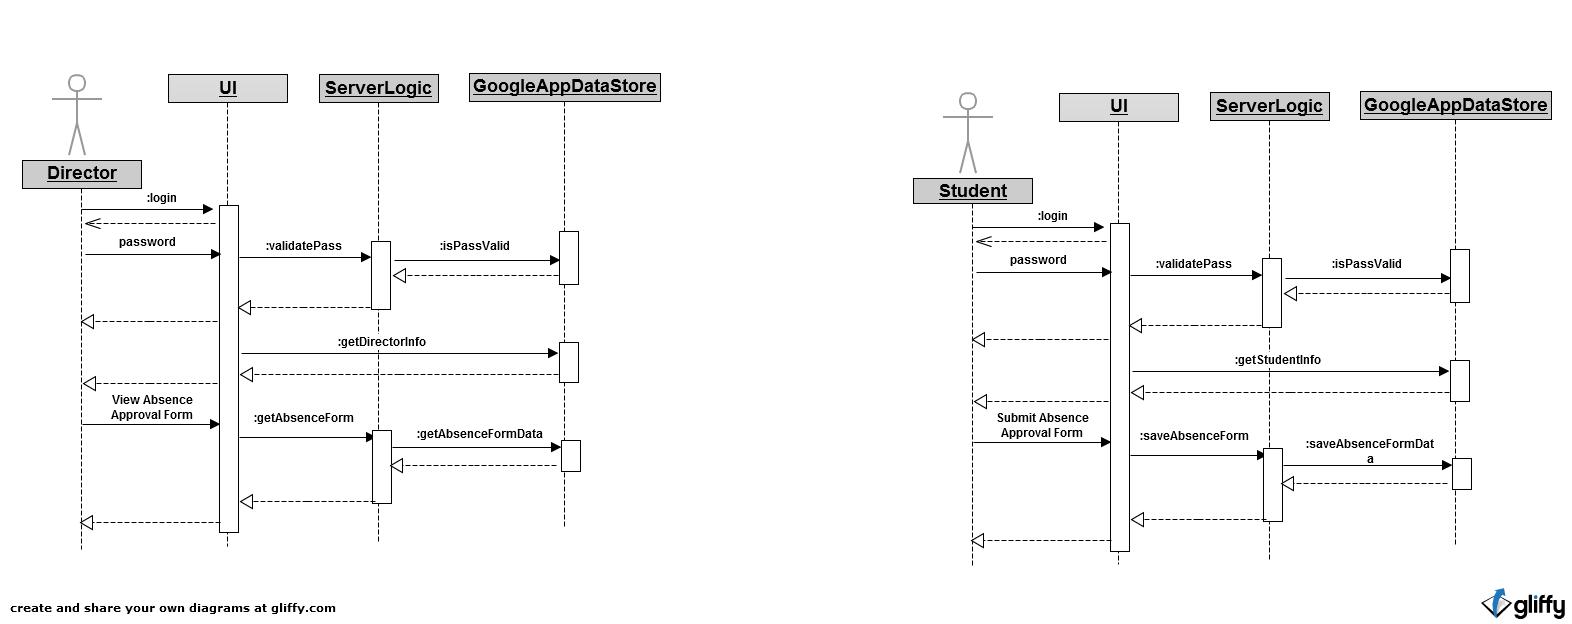 UI
ServerLogic
GoogleAppDataStore
Director
:login
password
:validatePass
:isPassValid
:getDirectorInfo
View Absence
Approval Form
:getAbsenceForm
:getAbsenceFormData
UI
ServerLogic
GoogleAppDataStore
Student
:login
password
:validatePass
:isPassValid
:getStudentInfo
Submit Absence
Approval Form
:saveAbsenceForm
:saveAbsenceFormDat
a
create and share your own diagrams at gliffy.com
gliffy